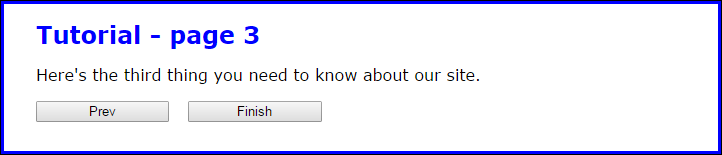 Tutorial - page 3
Here's the third thing you need to know about our site.
Prev Finish